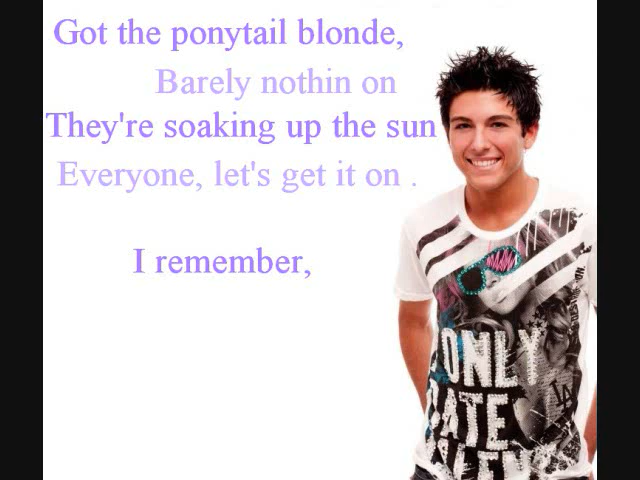 Got the ponytail blonde,
Barely nothin on
They're soaking up the sun
Everyone, let's get it on .
I remember,
ONLY
LA